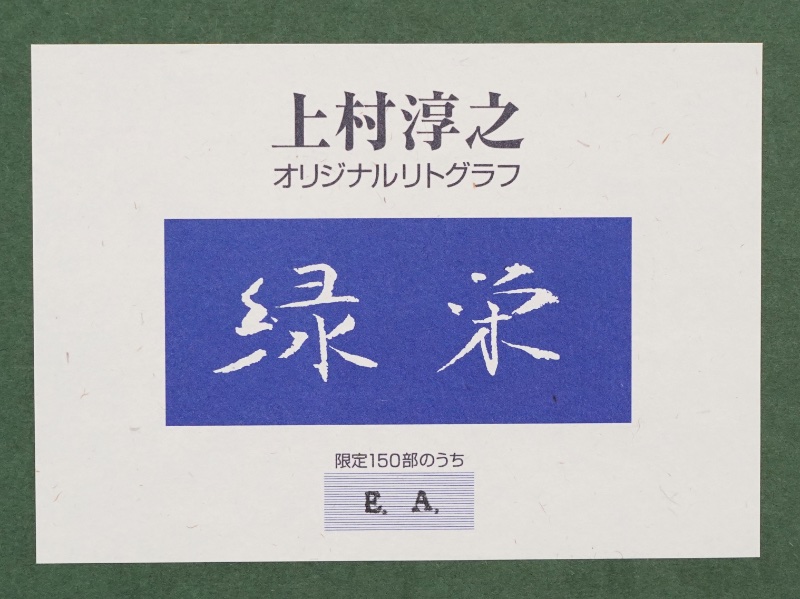 上村淳之
オリジナルリトグラフ
緑栄
限定150部のうち
E. A.